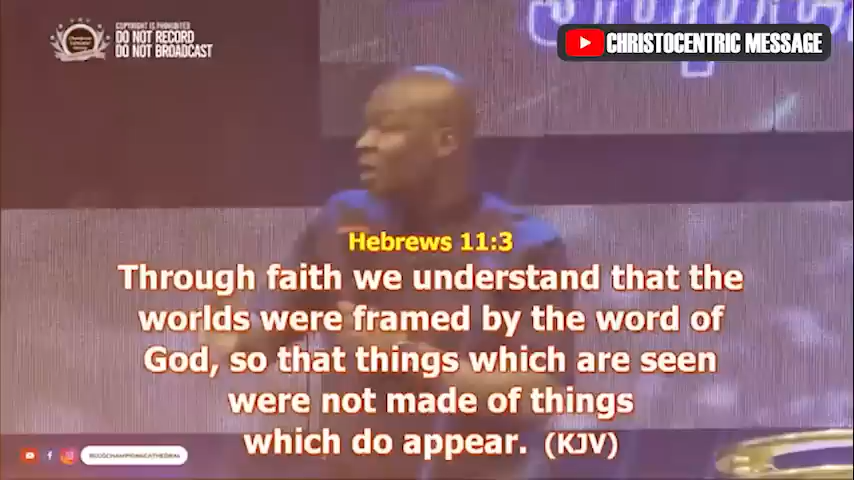 COPYRIGHT IS PROHIBITED
DO NOT RECORD
DO NOT BROADCAST
CHRISTOCENTRIC MESSAGE
Hebrews 11:3
Through faith we understand that the
worlds were framed by the word of
God, so that things which are seen
were not made of things
which do appear. (KJV)